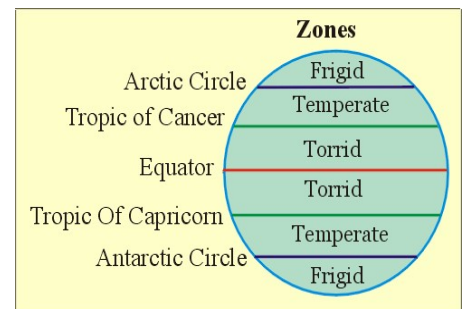 Zones
Frigid
Arctic Circle
Temperate
Tropic of Cancer
Torrid
Equator
Torrid
Tropic Of Capricorn
Temperate
Antarctic Circle
Frigid